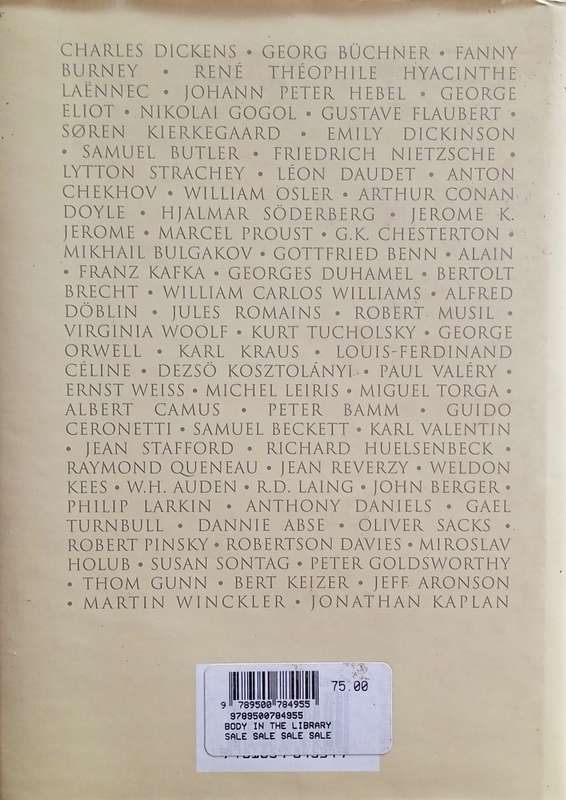 CHARLES DICKENS • GEORG BÜCHNER • FANNY
BURNEY • RENÉ THÉOPHILE HYACINTHE
LAËNNEC • JOHANN PETER HEBEL • GEORGE
ELIOT • NIKOLAI GOGOL • GUSTAVE FLAUBERT •
SØREN KIERKEGAARD • EMILY DICKINSON
• SAMUEL BUTLER • FRIEDRICH NIETZSCHE •
LYTTON STRACHEY • LÉON DAUDET • ANTON
CHEKHOV • WILLIAM OSLER • ARTHUR CONAN
DOYLE • HJALMAR SÖDERBERG • JEROME K.
JEROME • MARCEL PROUST • G.K. CHESTERTON •
MIKHAIL BULGAKOV • GOTTFRIED BENN • ALAIN
• FRANZ KAFKA • GEORGES DUHAMEL • BERTOLT
BRECHT • WILLIAM CARLOS WILLIAMS • ALFRED
DÖBLIN • JULES ROMAINS • ROBERT MUSIL •
VIRGINIA WOOLF • KURT TUCHOLSKY • GEORGE
ORWELL • KARL KRAUS • LOUIS-FERDINAND
CÉLINE • DEZSÖ KOSZTOLÁNYI • PAUL VALÉRY •
ERNST WEISS • MICHEL LEIRIS • MIGUEL TORGA •
ALBERT CAMUS • PETER BAMM • GUIDO
CERONETTI • SAMUEL BECKETT • KARL VALENTIN
• JEAN STAFFORD • RICHARD HUELSENBECK •
RAYMOND QUENEAU • JEAN REVERZY • WELDON
KEES • W.H. AUDEN • R.D. LAING • JOHN BERGER •
PHILIP LARKIN • ANTHONY DANIELS • GAEL
TURNBULL • DANNIE ABSE • OLIVER SACKS •
ROBERT PINSKY • ROBERTSON DAVIES • MIROSLAV
HOLUB • SUSAN SONTAG • PETER GOLDSWORTHY
• THOM GUNN • BERT KEIZER • JEFF ARONSON
• MARTIN WINCKLER • JONATHAN KAPLAN
75.00
9 789500 784955
9789500784955
BODY IN THE LIBRARY
SALE SALE SALE SALE